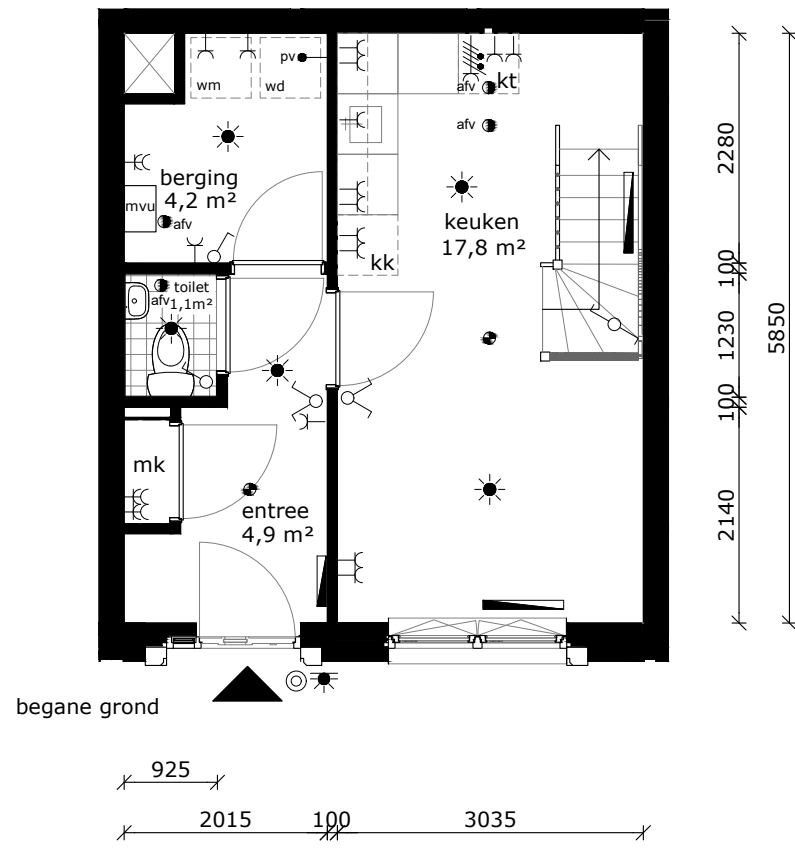 pv
wm
wd
kt
afv
afv
berging
4,2 m²
mvu
afv
keuken
17,8 m²
kk
toilet
afv
1,1m²
mk
entree
4,9 m²
begane grond
2280
100
1230
100
2140
5850
925
2015
100
3035